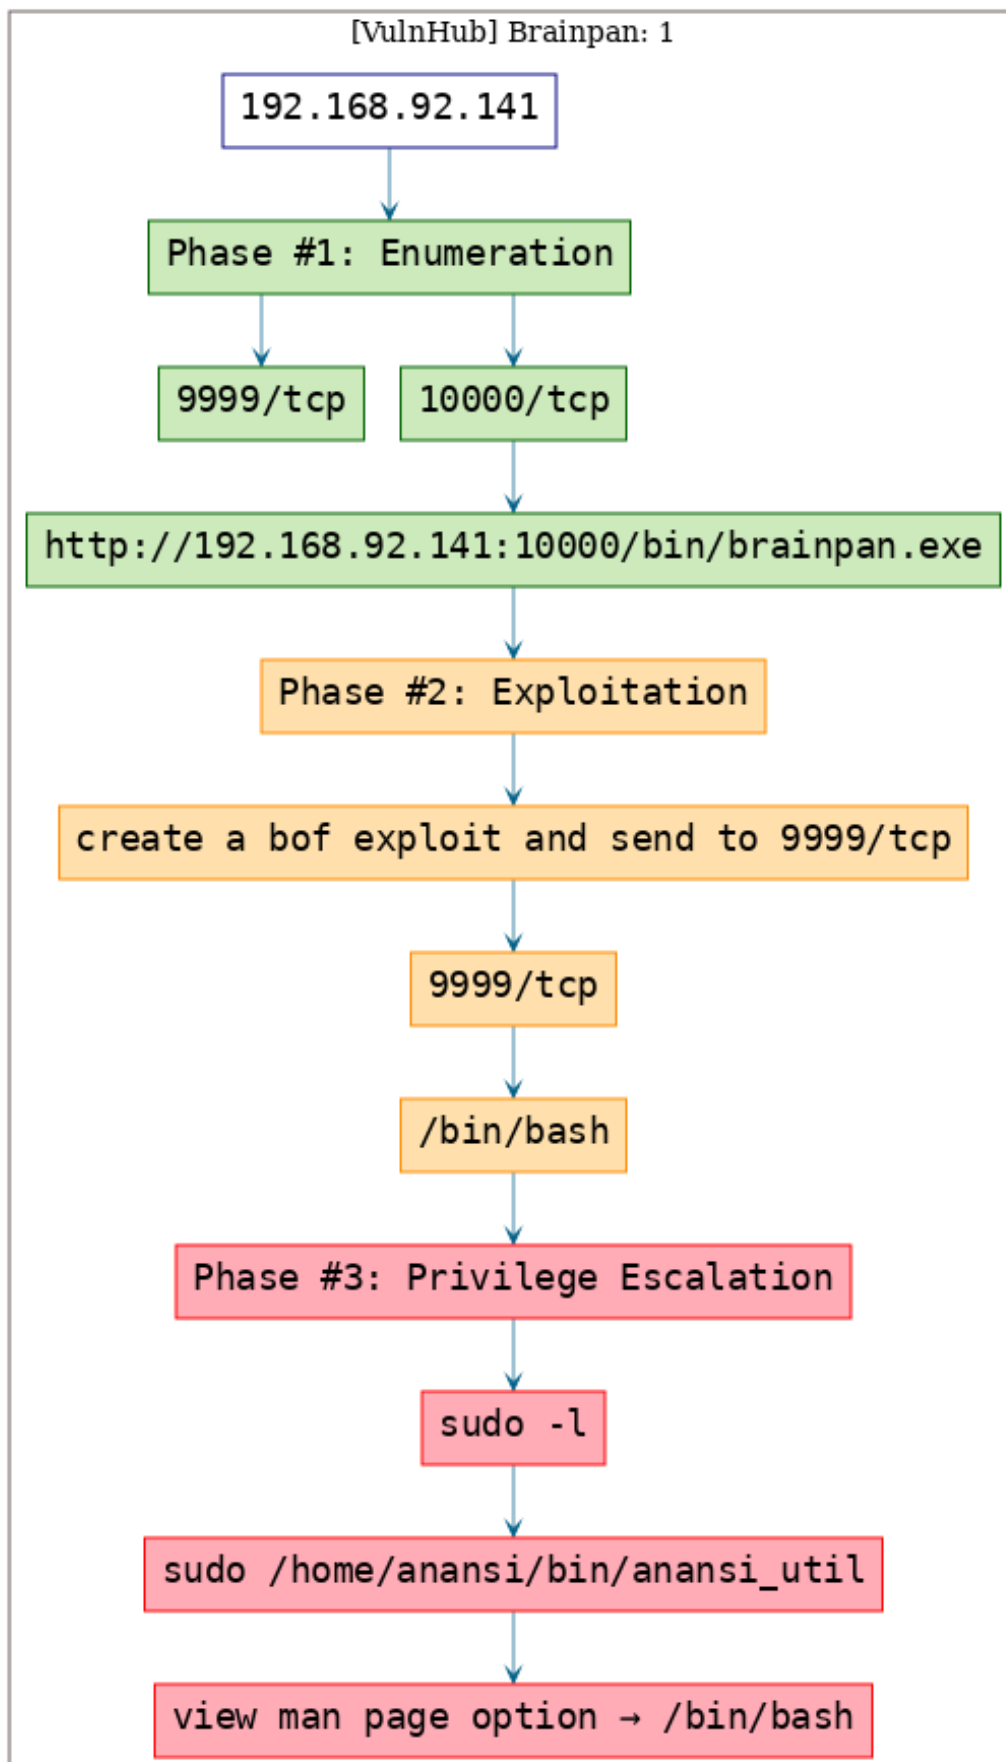 [VulnHub] Brainpan: 1
192.168.92.141
Phase #1: Enumeration
9999/tcp
10000/tcp
http://192.168.92.141:10000/bin/brainpan.exe
Phase #2: Exploitation
create a bof exploit and send to 9999/tcp
9999/tcp
/bin/bash
Phase #3: Privilege Escalation
sudo -l
sudo /home/anansi/bin/anansi_util
view man page option → /bin/bash